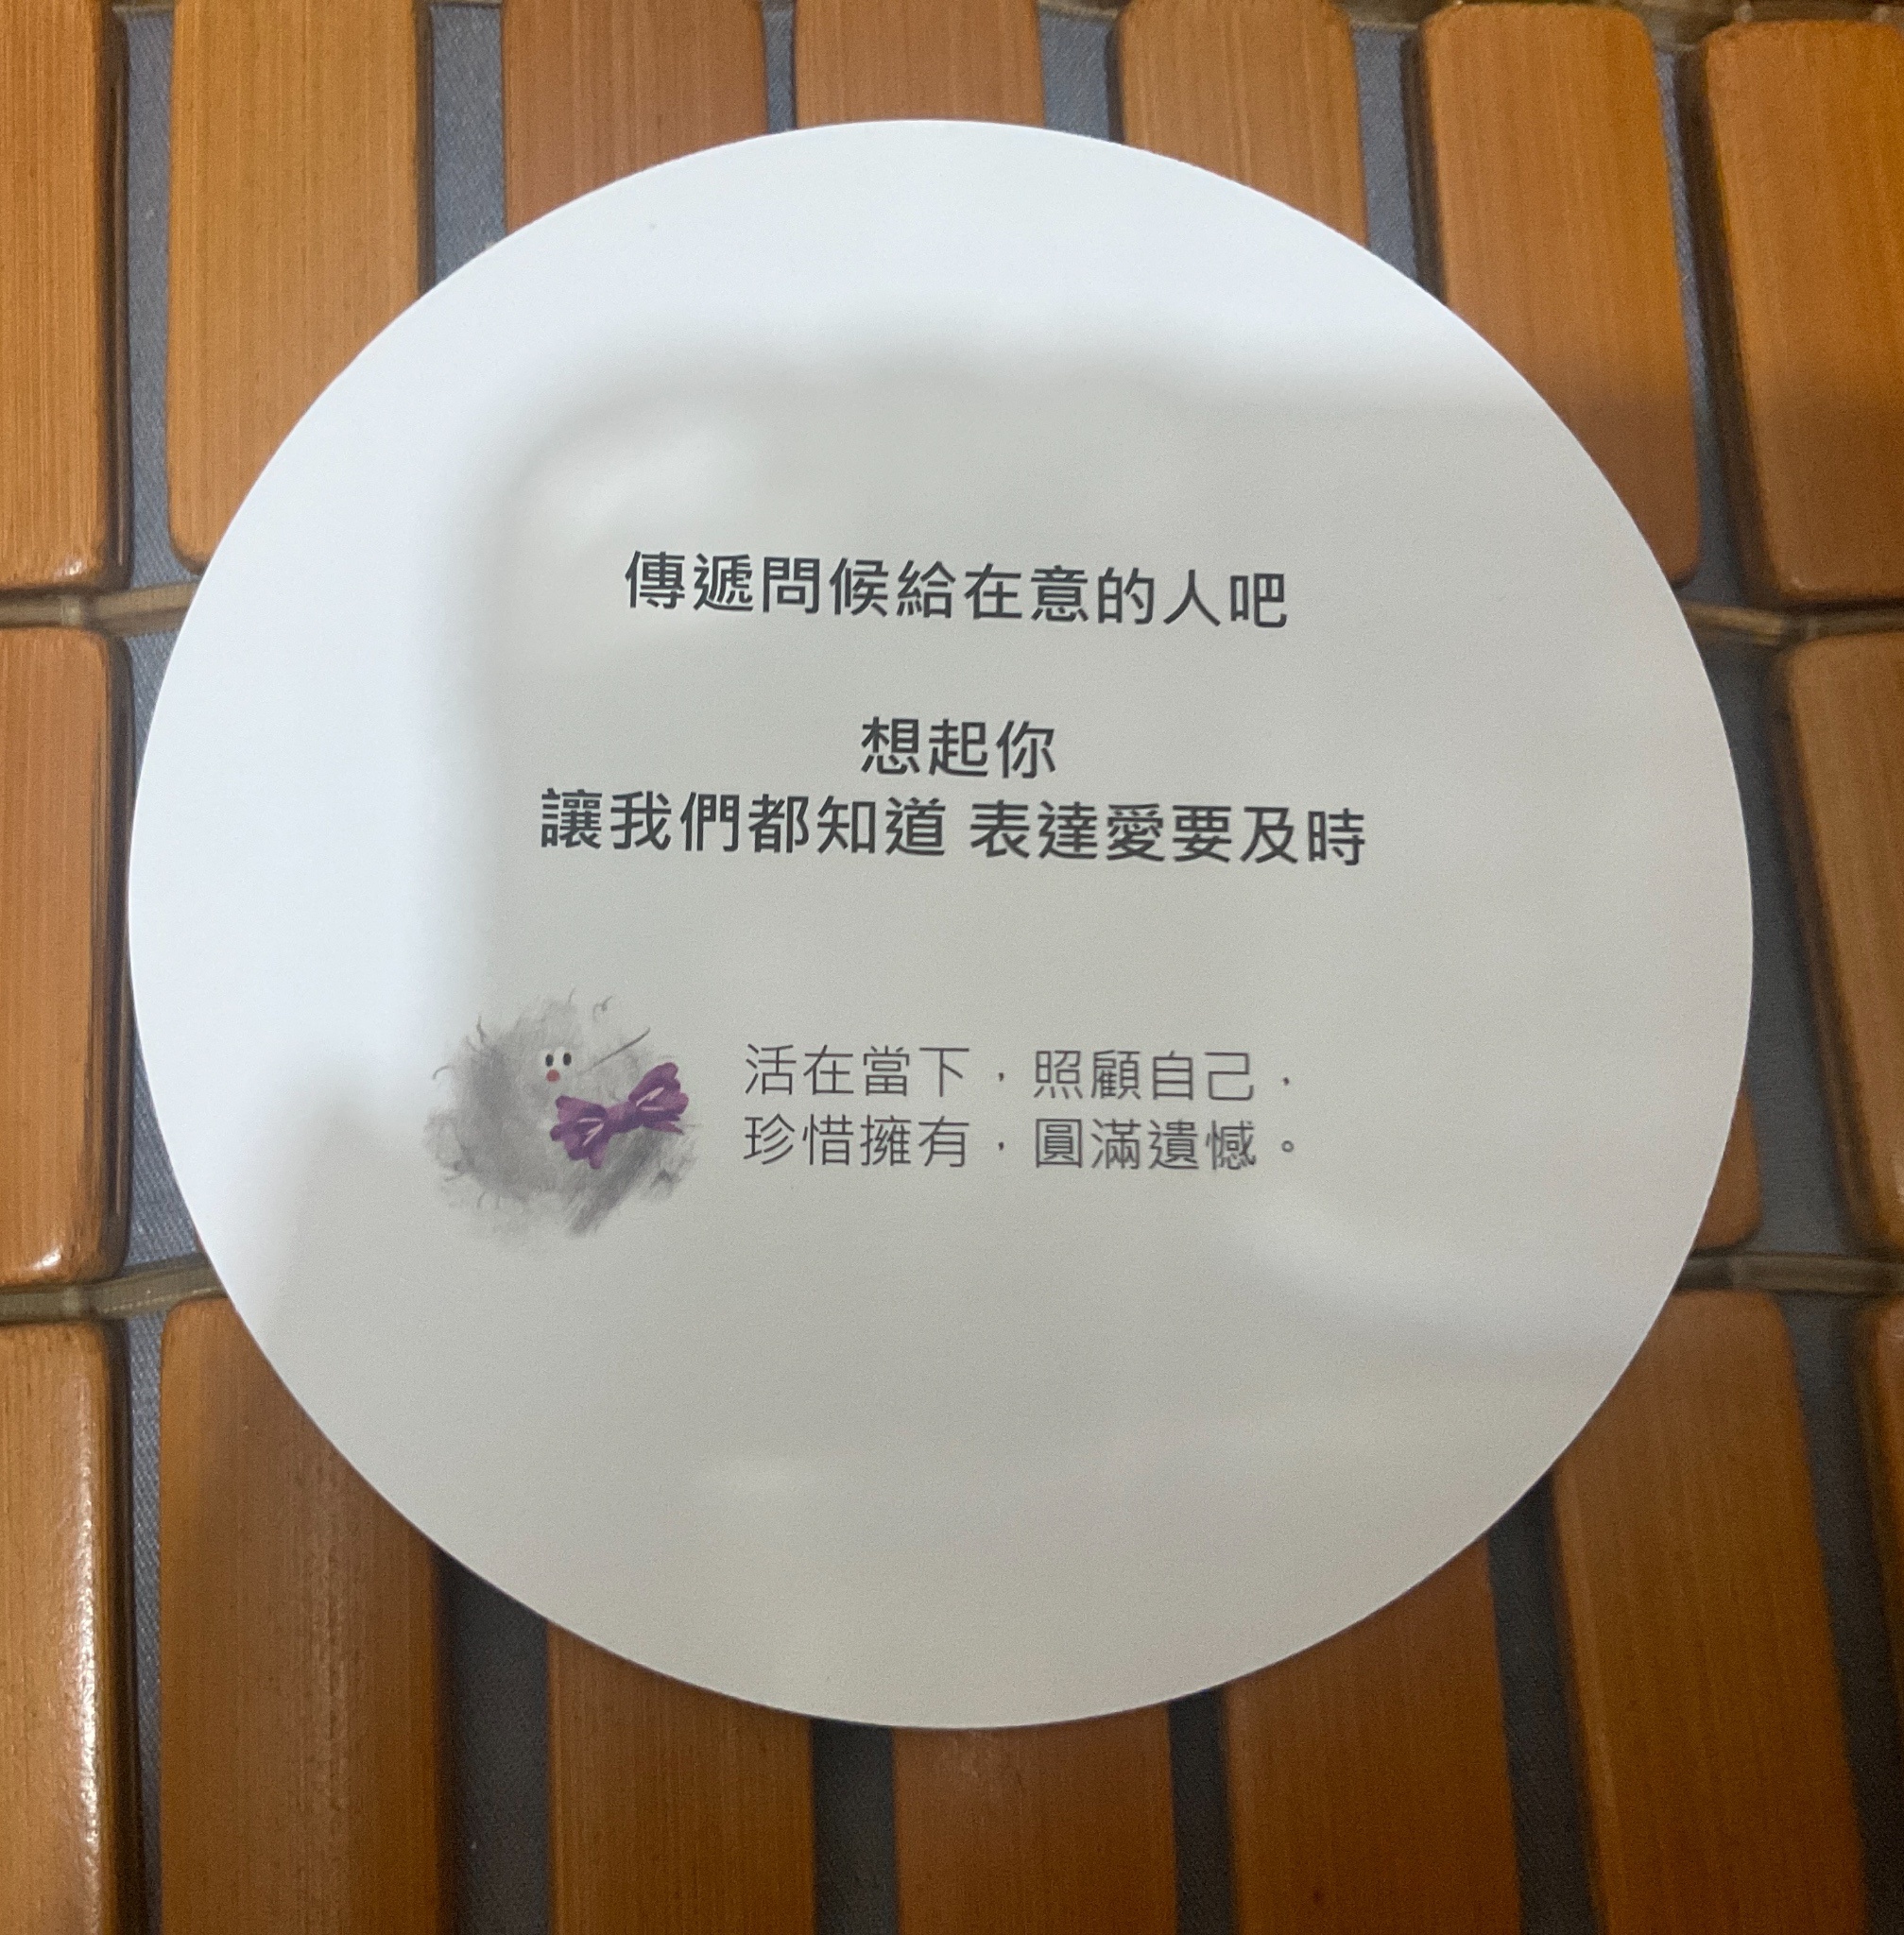 傳遞問候給在意的人吧
想起你
讓我們都知道 表達愛要及時
活在當下，照顧自己，
珍惜擁有，圓滿遺憾。